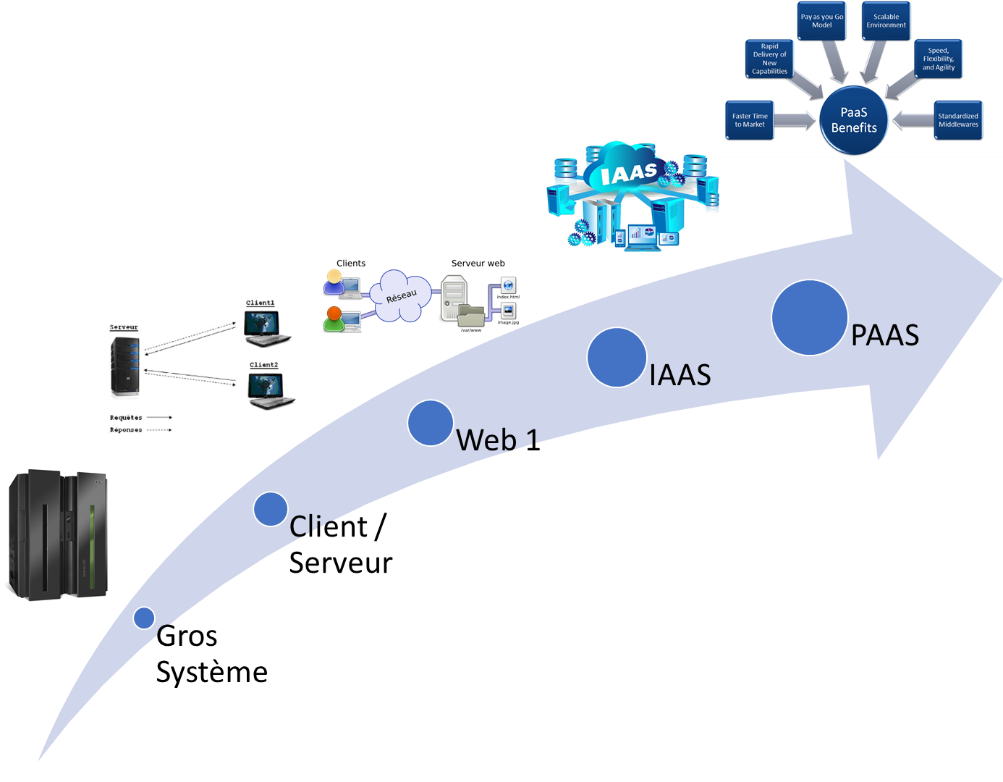 Pay as you Go
Model
Scalable
Environment
Rapid
Delivery of
New
Capabilities
Speed,
Flexibility,
and Agility
Faster Time
to Market
PaaS
Benefits
Standardized
Middlewares
IAAS
Clients
Serveur web
Réseau
index.html
image.jpg
/var/www
Client1
Serveur
Client2
Requêtes
Réponses
PAAS
IAAS
Web 1
Client /
Serveur
Gros
Système